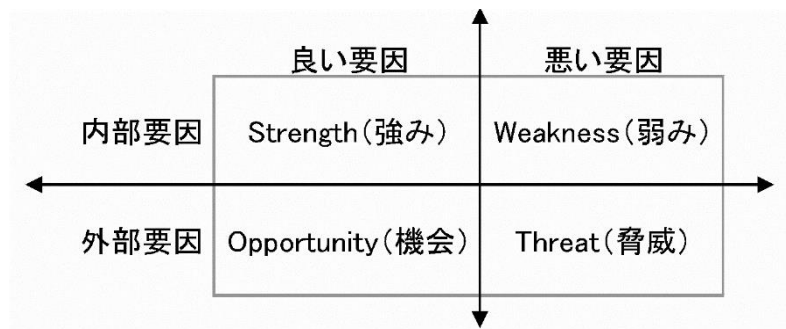 良い要因 悪い要因
内部要因 Strength(強み) Weakness(弱み)
外部要因 Opportunity(機会) Threat(脅威)